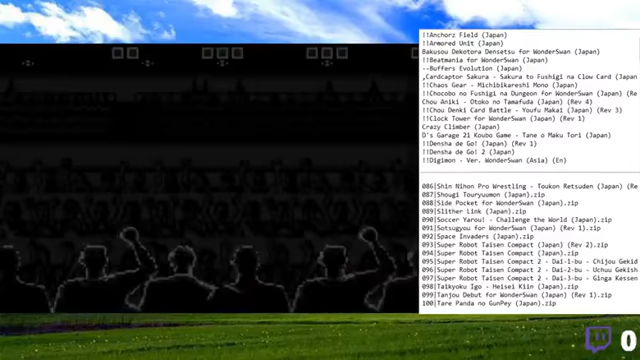 !!Anchorz Field (Japan)
!!Armored Unit (Japan)
Bakusou Dekotora Densetsu for WonderSwan (Japan)
!!Beatmania for WonderSwan (Japan)
--Buffers Evolution (Japan)
,Cardcaptor Sakura - Sakura to Fushigi na Clow Card (Japan
!!Chaos Gear - Michibikareshi Mono (Japan)
!!Chocobo no Fushigi na Dungeon for WonderSwan (Japan) (Re
Chou Aniki - Otoko no Tamafuda (Japan) (Rev 4)
!!Chou Denki Card Battle - Youfu Makai (Japan) (Rev 3)
!!Clock Tower for WonderSwan (Japan) (Rev 1)
Crazy Climber (Japan)
D's Garage 21 Koubo Game - Tane o Maku Tori (Japan)
!!Densha de Go! (Japan) (Rev 1)
!!Densha de Go! 2 (Japan)
!!Digimon - Ver. WonderSwan (Asia) (En)
086|Shin Nihon Pro Wrestling - Toukon Retsuden (Japan) (Re
087|Shougi Touryuumon (Japan).zip
088|Side Pocket for WonderSwan (Japan).zip
089|Slither Link (Japan).zip
090|Soccer Yarou! - Challenge the World (Japan).zip
091|Sotsugyou for WonderSwan (Japan) (Rev 1).zip
092|Space Invaders (Japan).zip
093|Super Robot Taisen Compact (Japan) (Rev 2).zip
094|Super Robot Taisen Compact (Japan).zip
095|Super Robot Taisen Compact 2 - Dai-1-bu - Chijou Gekid
096|Super Robot Taisen Compact 2 - Dai-2-bu - Uchuu Gekish
097|Super Robot Taisen Compact 2 - Dai-3-bu - Ginga Kessen
098|Taikyoku Igo - Heisei Kiin (Japan).zip
099|Tanjou Debut for WonderSwan (Japan) (Rev 1).zip
100|Tare Panda no GunPey (Japan).zip
0